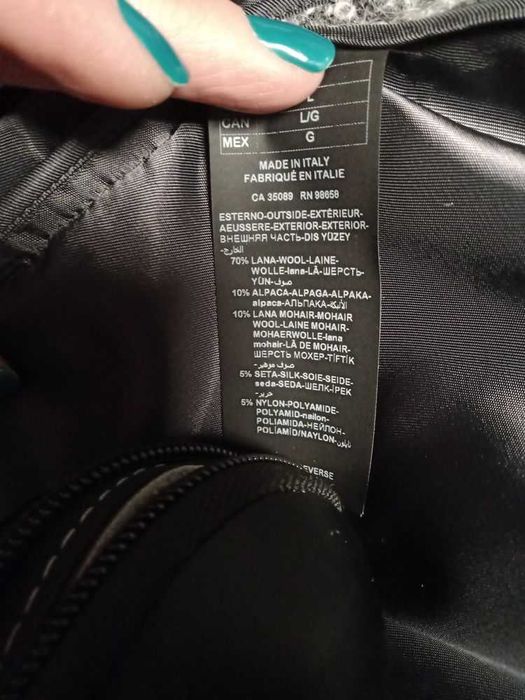 L
CAN L/G
MEX G
MADE IN ITALY
FABRIQUÉ EN ITALIE
CA 35089 RN 98658
ESTERNO-OUTSIDE-EXTÉRIEUR-
AEUSSERE-EXTERIOR-EXTERIOR-
ВНЕШНЯЯ ЧАСТЬ-DIS YÜZEY
-الخارج
70% LANA-WOOL-LAINE-
WOLLE-lana-LÃ-ШЕРСТЬ-
YÜN-صوف
10% ALPACA-ALPAGA-ALPAKA-
alpaca-АЛЬПАКА-الألبكة
10% LANA MOHAIR-MOHAIR
WOOL-LAINE MOHAIR-
MOHAERWOLLE-lana
mohair-LÃ DE MOHAIR-
ШЕРСТЬ МОХЕР-TİFTİK
-صوف موهير
5% SETA-SILK-SOIE-SEIDE-
seda-SEDA-ШЕЛК-İPEK
-حرير
5% NYLON-POLYAMIDE-
POLYAMID-nailon-
POLIAMIDA-НЕЙЛОН-
POLİAMİD/NAYLON-نايلون
EVERSE